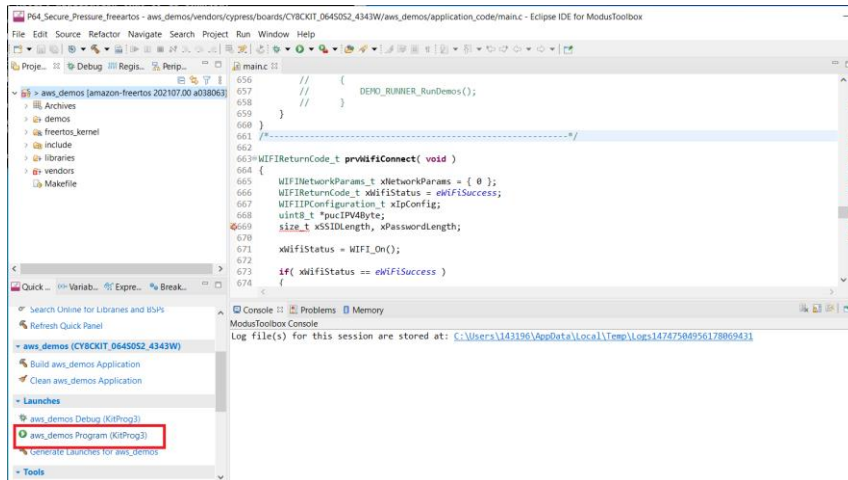 P64_Secure_Pressure_freeartos - aws_demos/vendors/cypress/boards/CY8CKIT_064S0S2_4343W/aws_demos/application_code/main.c - Eclipse IDE for ModusToolbox
File Edit Source Refactor Navigate Search Project Run Window Help
Proje... Debug Regis... Perip...
main.c
> aws_demos [amazon-freertos 202107.00 a038063]
> Archives
> demos
> freertos_kernel
> include
> libraries
> vendors
Makefile
656 // {
657 // DEMO_RUNNER_RunDemos();
658 // }
659 }
660 }
661 /*-----------------------------------------------------------*/
662
663 WIFIReturnCode_t prvWifiConnect( void )
664 {
665 WIFINetworkParams_t xNetworkParams = { 0 };
666 WIFIReturnCode_t xWifiStatus = eWiFiSuccess;
667 WIFIIPConfiguration_t xIpConfig;
668 uint8_t *pucIPV4Byte;
669 size_t xSSIDLength, xPasswordLength;
670
671 xWifiStatus = WIFI_On();
672
673 if( xWifiStatus == eWiFiSuccess )
674 {
Quick... Variab... Expre... Break...
Search Online for Libraries and BSPs
Refresh Quick Panel
aws_demos (CY8CKIT_064S0S2_4343W)
Build aws_demos Application
Clean aws_demos Application
Launches
aws_demos Debug (KitProg3)
aws_demos Program (KitProg3)
Generate Launches for aws_demos
Tools
Console Problems Memory
ModusToolbox Console
Log file(s) for this session are stored at: C:\Users\143196\AppData\Local\Temp\Logs14747504956178069431